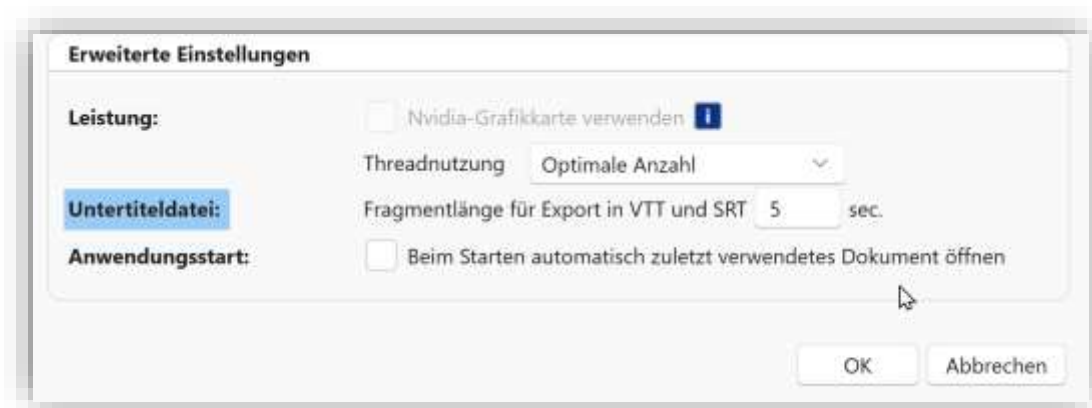 Erweiterte Einstellungen
Leistung: Nvidia-Grafikkarte verwenden i
Threadnutzung Optimale Anzahl
Untertiteldatei: Fragmentlänge für Export in VTT und SRT 5 sec.
Anwendungsstart: Beim Starten automatisch zuletzt verwendetes Dokument öffnen
OK Abbrechen